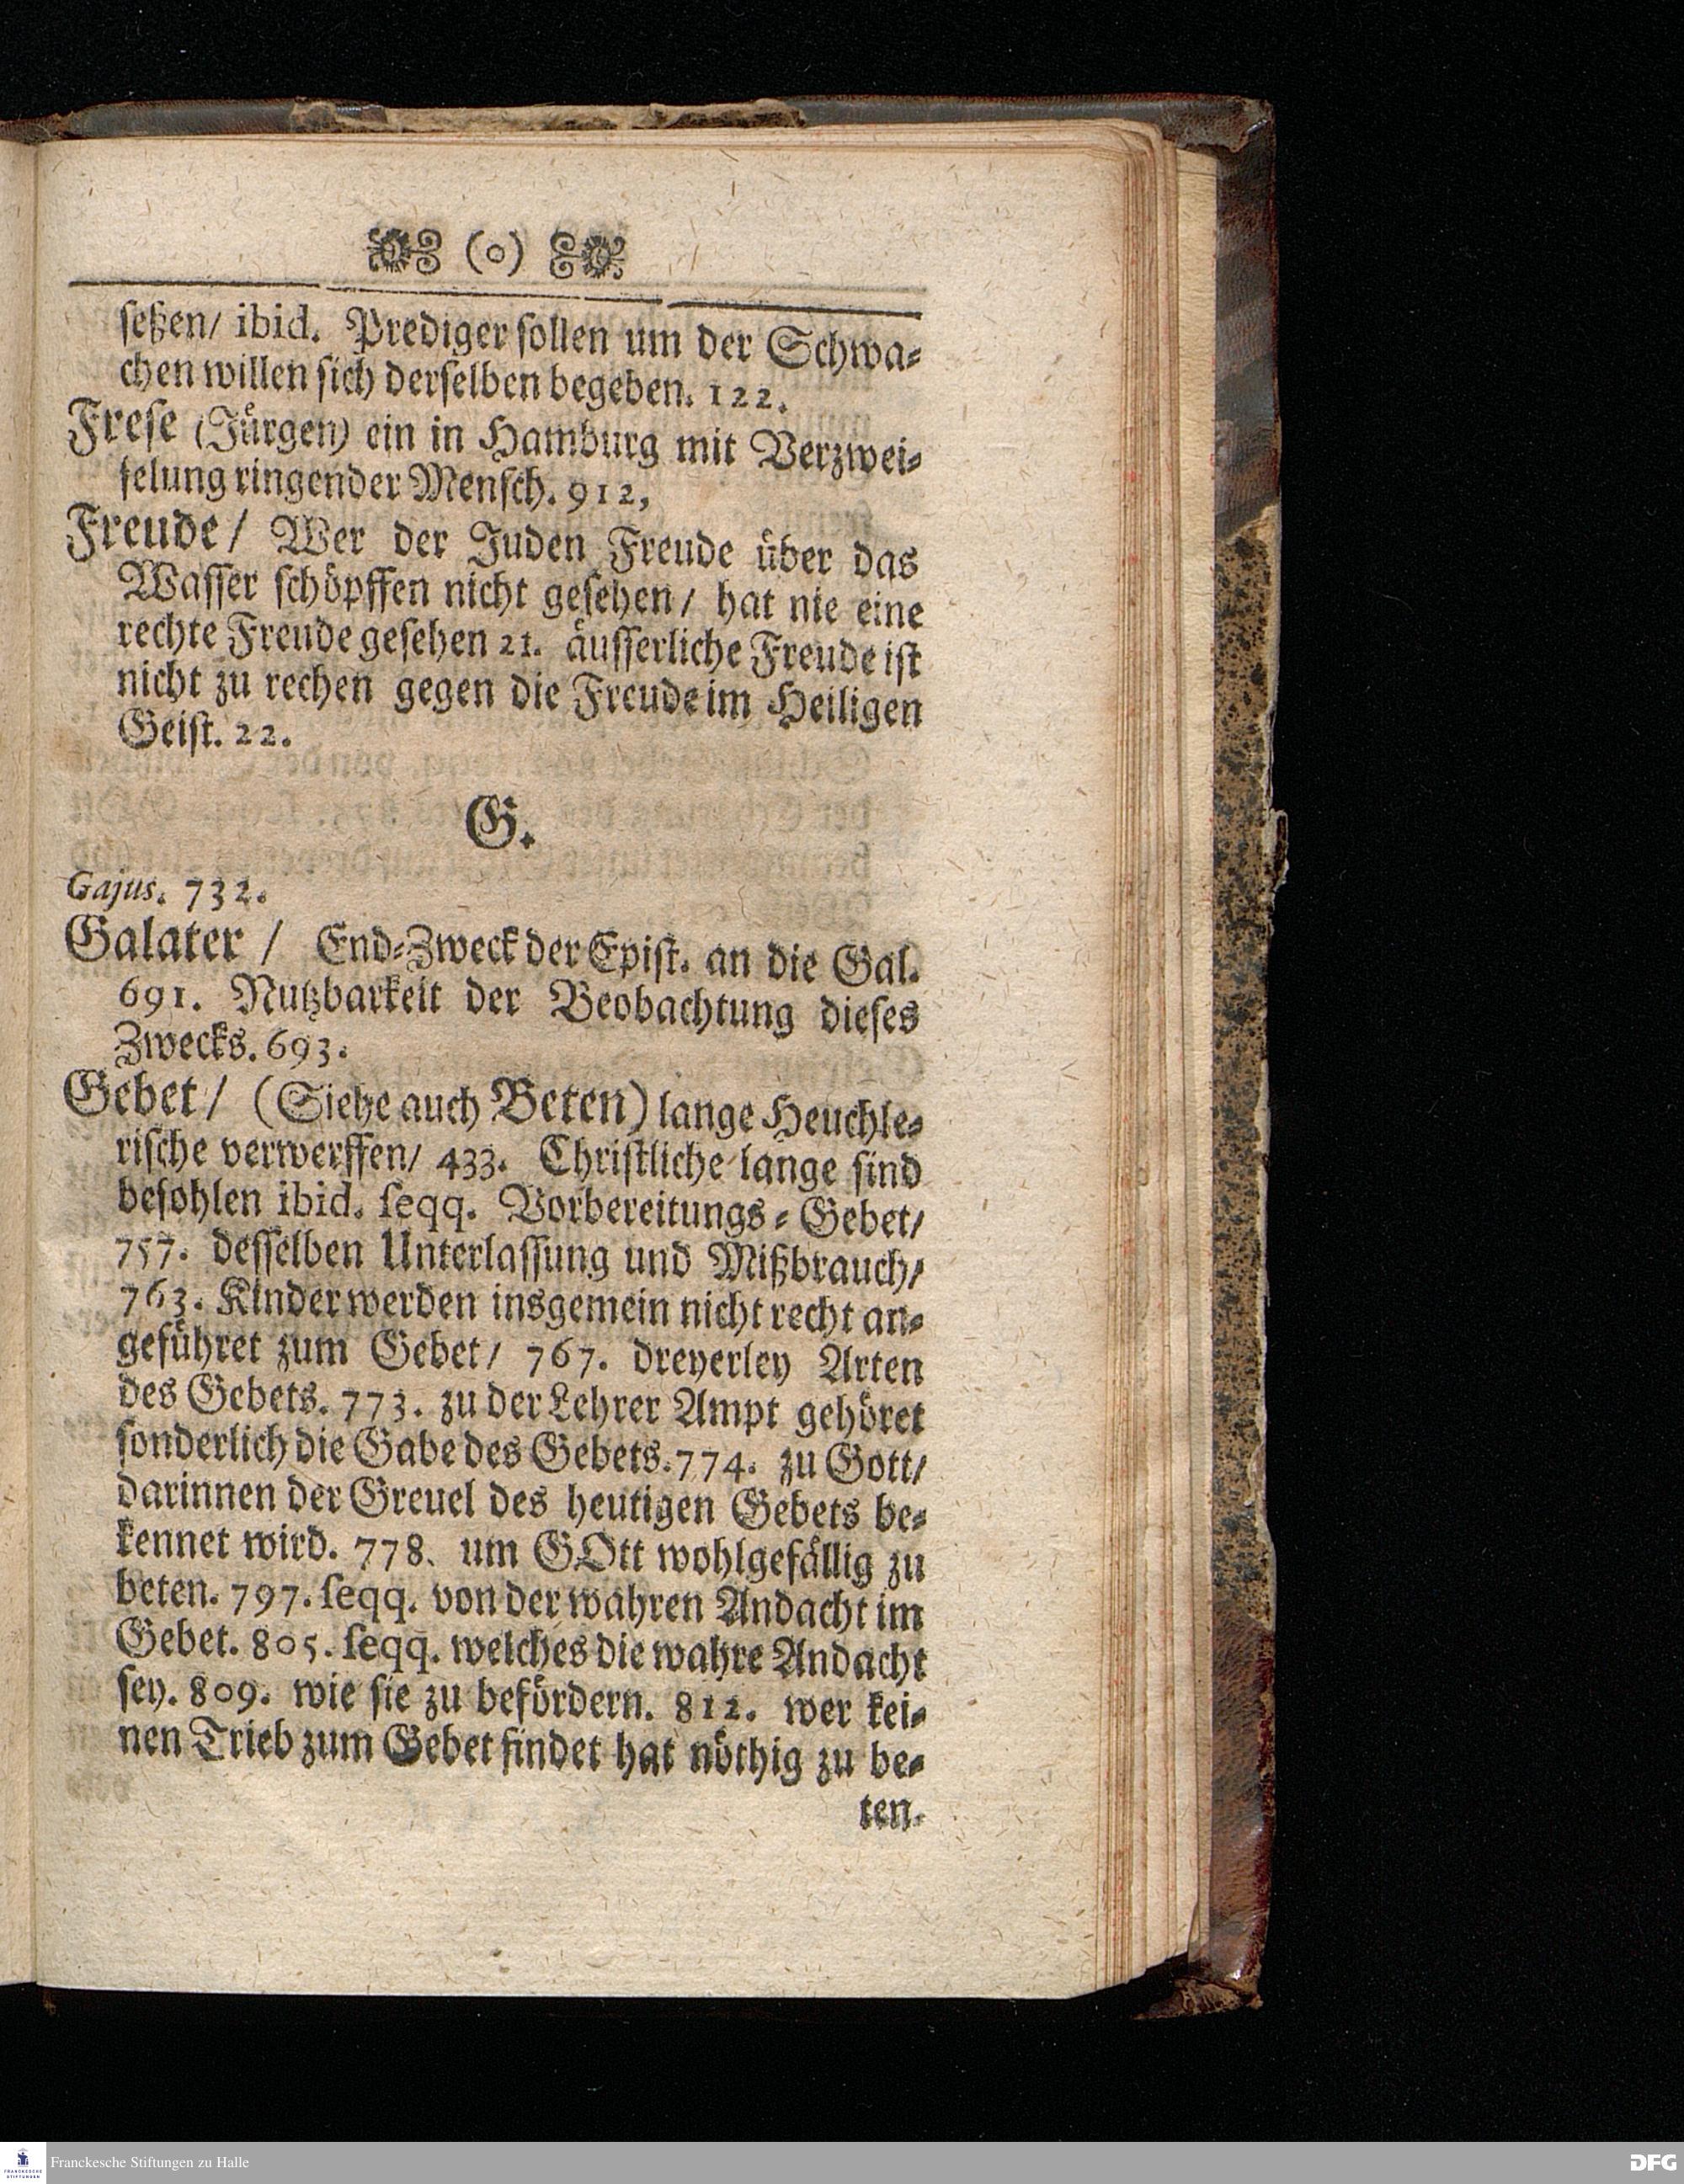 (o)
seßen/ ibid. Prediger sollen um der Schwa-
chen willen sich derselben begeben. 122.
Frese (Jürgen) ein in Hamburg mit Verzwei-
felung ringender Mensch. 912,
Freude/ Wer der Juden Freude über das
Wasser schöpffen nicht gesehen/ hat nie eine
rechte Freude gesehen 21. äusserliche Freude ist
nicht zu rechen gegen die Freude im Heiligen
Geist. 22.
G.
Gajus. 732.
Galater / End-Zweck der Epist. an die Gal.
691. Nutzbarkeit der Beobachtung dieses
Zwecks. 693.
Gebet/ (Siehe auch Beten) lange Heuchle-
rische verwerffen/ 433. Christliche lange sind
befohlen ibid. seqq. Vorbereitungs-Gebet/
757. desselben Unterlassung und Mißbrauch/
763. Kinder werden insgemein nicht recht an-
geführet zum Gebet/ 767. dreyerley Arten
des Gebets. 773. zu der Lehrer Ampt gehöret
sonderlich die Gabe des Gebets. 774. zu Gott/
darinnen der Greuel des heutigen Gebets be-
kennet wird. 778. um GOtt wohlgefällig zu
beten. 797. seqq. von der wahren Andacht im
Gebet. 805. seqq. welches die wahre Andacht
sey. 809. wie sie zu befördern. 812. wer kei-
nen Trieb zum Gebet findet hat nöthig zu be-
ten.
Franckesche Stiftungen zu Halle
DFG